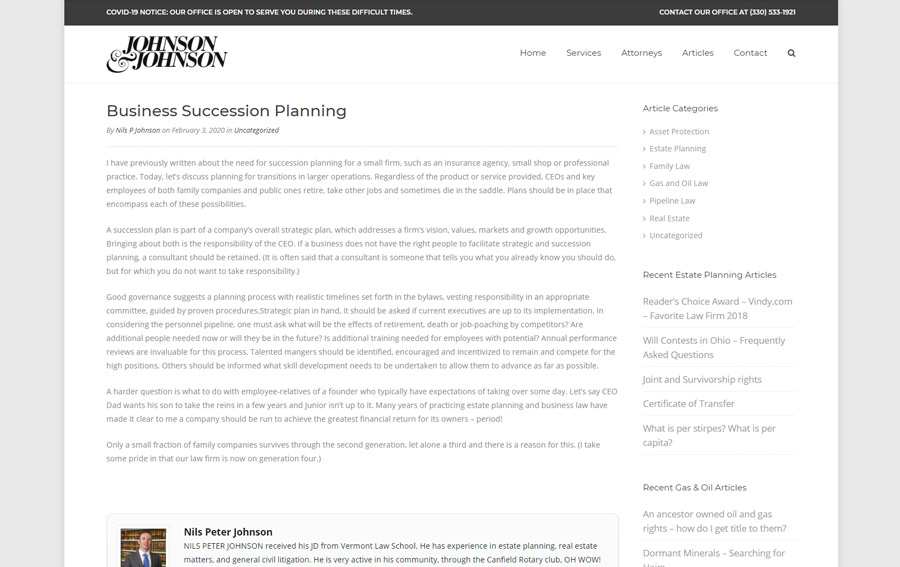 COVID-19 NOTICE: OUR OFFICE IS OPEN TO SERVE YOU DURING THESE DIFFICULT TIMES.
CONTACT OUR OFFICE AT (330) 533-1921
JOHNSON
& JOHNSON
Home Services Attorneys Articles Contact
Business Succession Planning
By Nils P Johnson on February 3, 2020 in Uncategorized
I have previously written about the need for succession planning for a small firm, such as an insurance agency, small shop or professional
practice. Today, let's discuss planning for transitions in larger operations. Regardless of the product or service provided, CEOs and key
employees of both family companies and public ones retire, take other jobs and sometimes die in the saddle. Plans should be in place that
encompass each of these possibilities.
A succession plan is part of a company's overall strategic plan, which addresses a firm's vision, values, markets and growth opportunities.
Bringing about both is the responsibility of the CEO. If a business does not have the right people to facilitate strategic and succession
planning, a consultant should be retained. (It is often said that a consultant is someone that tells you what you already know you should do,
but for which you do not want to take responsibility.)
Good governance suggests a planning process with realistic timelines set forth in the bylaws, vesting responsibility in an appropriate
committee, guided by proven procedures.Strategic plan in hand, it should be asked if current executives are up to its implementation. In
considering the personnel pipeline, one must ask what will be the effects of retirement, death or job-poaching by competitors? Are
additional people needed now or will they be in the future? Is additional training needed for employees with potential? Annual performance
reviews are invaluable for this process. Talented mangers should be identified, encouraged and incentivized to remain and compete for the
high positions. Others should be informed what skill development needs to be undertaken to allow them to advance as far as possible.
A harder question is what to do with employee-relatives of a founder who typically have expectations of taking over some day. Let's say CEO
Dad wants his son to take the reins in a few years and Junior isn't up to it. Many years of practicing estate planning and business law have
made it clear to me a company should be run to achieve the greatest financial return for its owners – period!
Only a small fraction of family companies survives through the second generation, let alone a third and there is a reason for this. (I take
some pride in that our law firm is now on generation four.)
Nils Peter Johnson
NILS PETER JOHNSON received his JD from Vermont Law School. He has experience in estate planning, real estate
matters, and general civil litigation. He is very active in his community, through the Canfield Rotary club, OH WOW!
Article Categories
Asset Protection
Estate Planning
Family Law
Gas and Oil Law
Pipeline Law
Real Estate
Uncategorized
Recent Estate Planning Articles
Reader's Choice Award – Vindy.com
– Favorite Law Firm 2018
Will Contests in Ohio – Frequently
Asked Questions
Joint and Survivorship rights
Certificate of Transfer
What is per stirpes? What is per
capita?
Recent Gas & Oil Articles
An ancestor owned oil and gas
rights – how do I get title to them?
Dormant Minerals – Searching for